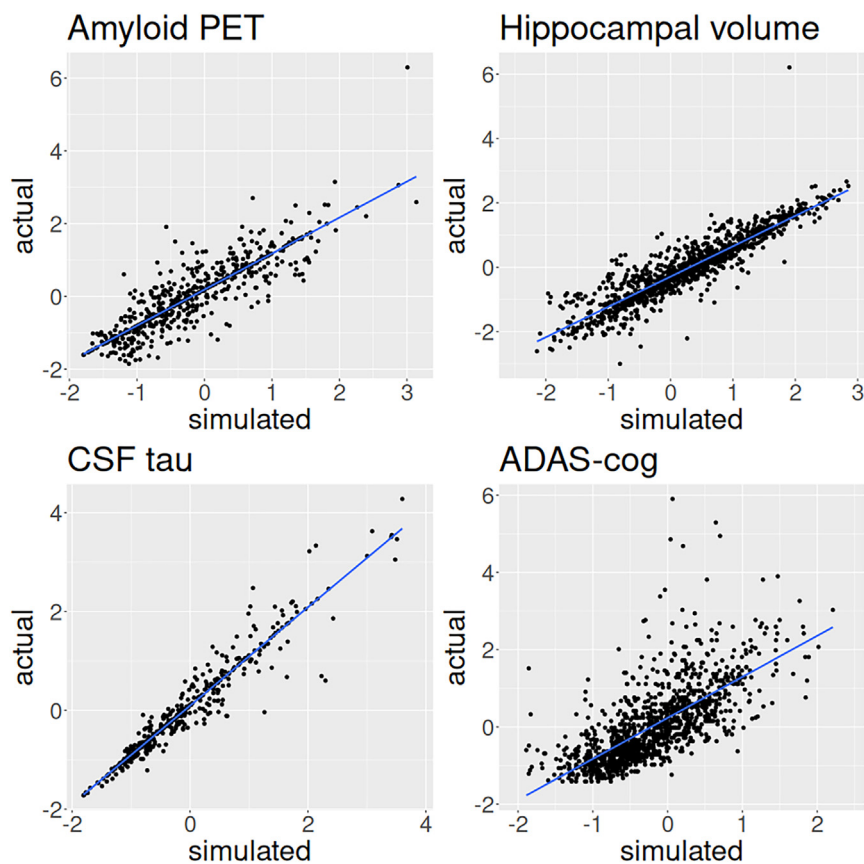 Amyloid PET
6
4
2
0
-2
actual
-2 -1 0 1 2 3
simulated
Hippocampal volume
6
4
2
0
-2
actual
-2 -1 0 1 2 3
simulated
CSF tau
4
2
0
-2
actual
-2 0 2 4
simulated
ADAS-cog
6
4
2
0
-2
actual
-2 -1 0 1 2
simulated